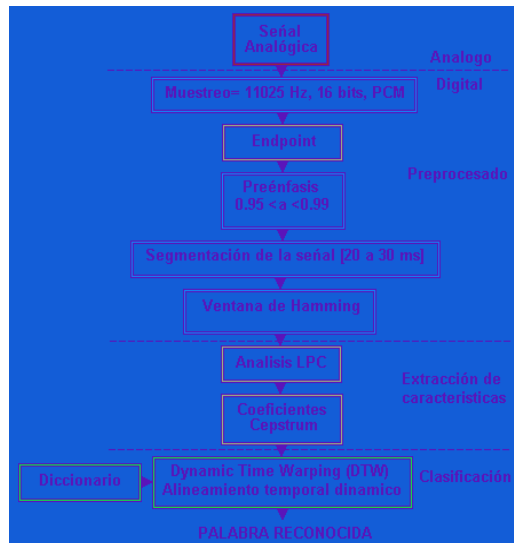 Señal
Analógica
Analogo
Digital
Muestreo= 11025 Hz, 16 bits, PCM
Endpoint
Preprocesado
Preénfasis
0.95 <a <0.99
Segmentación de la señal [20 a 30 ms]
Ventana de Hamming
Analisis LPC
Extracción de
caracteristicas
Coeficientes
Cepstrum
Diccionario
Dynamic Time Warping (DTW)
Alineamiento temporal dinamico
Clasificación
PALABRA RECONOCIDA